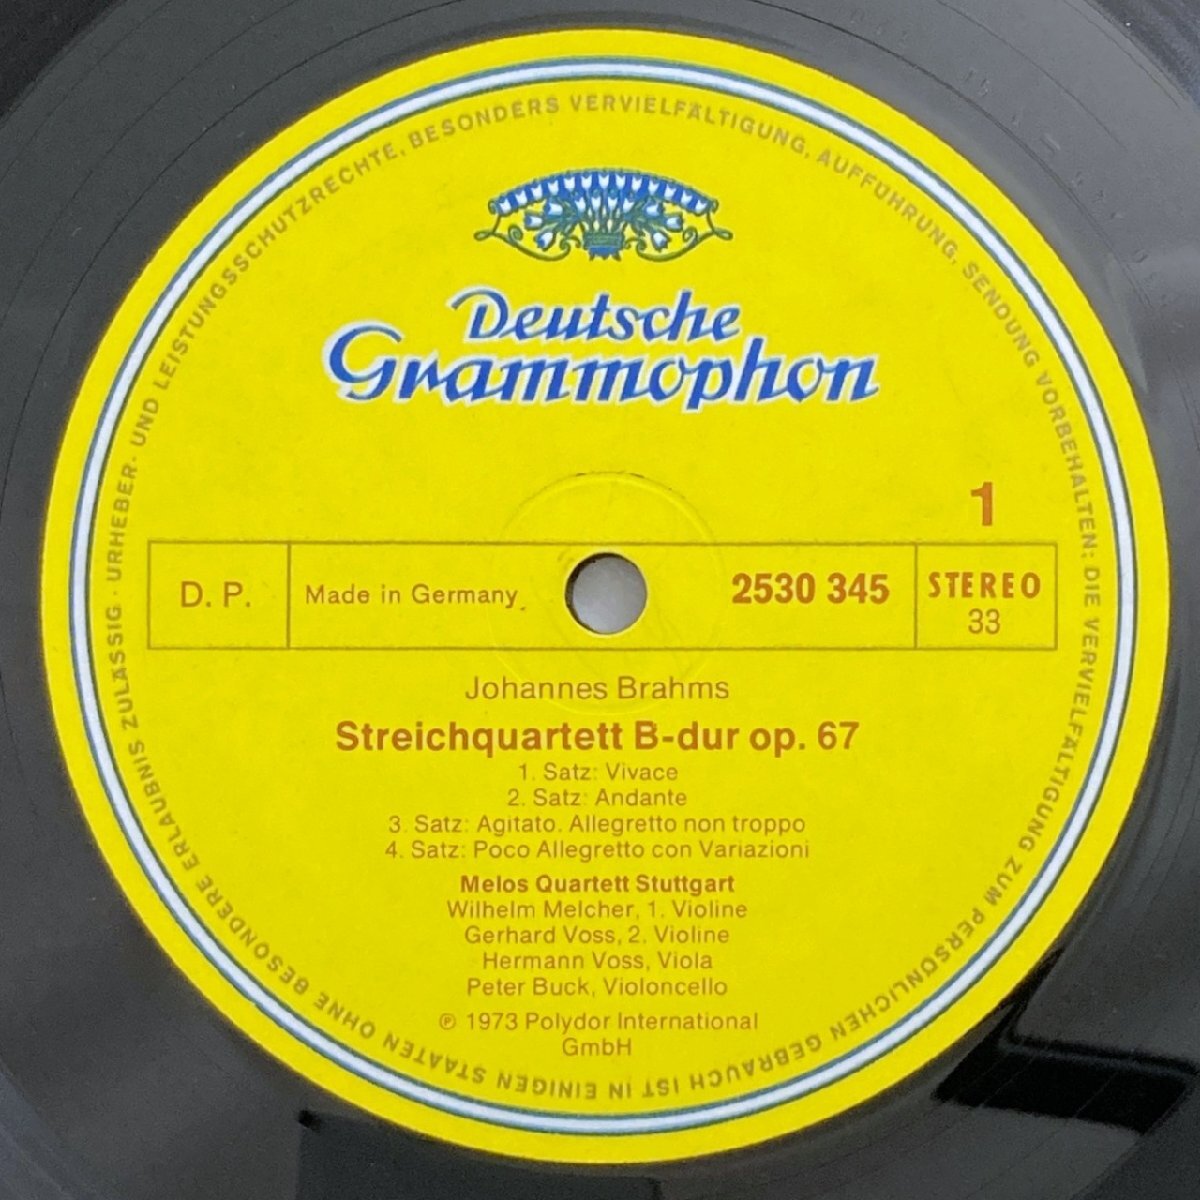 URHEBER- UND LEISTUNGSSCHUTZRECHTE, BESONDERS VERVIELFÄLTIGUNG, AUFFÜHRUNG, SENDUNG VORBEHALTEN; DIE VERVIELFÄLTIGUNG ZUM PERSÖNLICHEN GEBRAUCH IST IN EINIGEN STAATEN OHNE BESONDERE ERLAUBNIS ZULÄSSIG ·
Deutsche
Grammophon
1
D. P.
Made in Germany
2530 345
STEREO
33
Johannes Brahms
Streichquartett B-dur op. 67
1. Satz: Vivace
2. Satz: Andante
3. Satz: Agitato. Allegretto non troppo
4. Satz: Poco Allegretto con Variazioni
Melos Quartett Stuttgart
Wilhelm Melcher, 1. Violine
Gerhard Voss, 2. Violine
Hermann Voss, Viola
Peter Buck, Violoncello
℗ 1973 Polydor International
GmbH